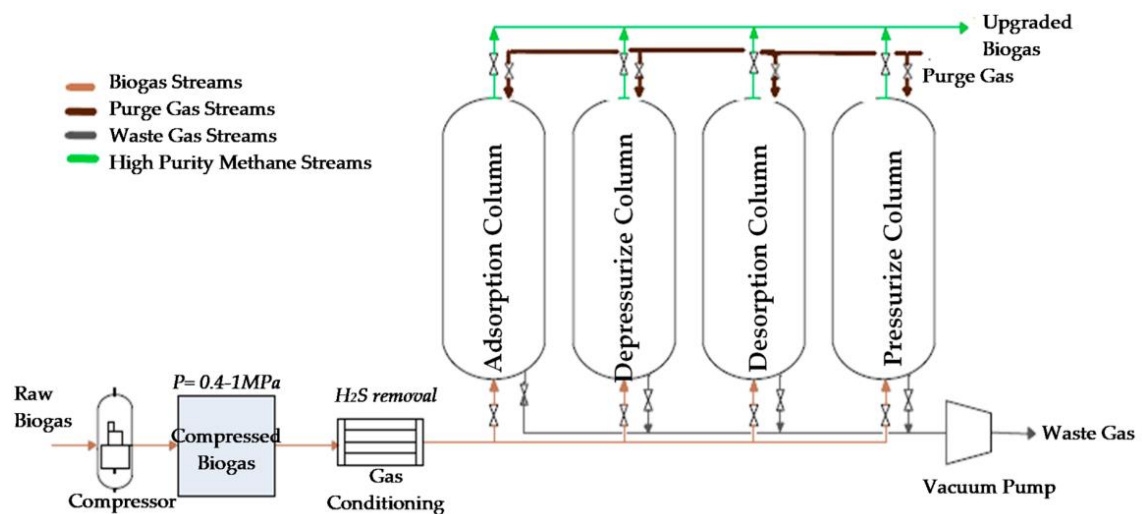 Upgraded
Biogas
Purge Gas
Biogas Streams
Purge Gas Streams
Waste Gas Streams
High Purity Methane Streams
Adsorption Column
Depressurize Column
Desorption Column
Pressurize Column
Raw
Biogas
P= 0.4-1MPa
H2S removal
Compressed
Biogas
Compressor
Gas
Conditioning
Waste Gas
Vacuum Pump